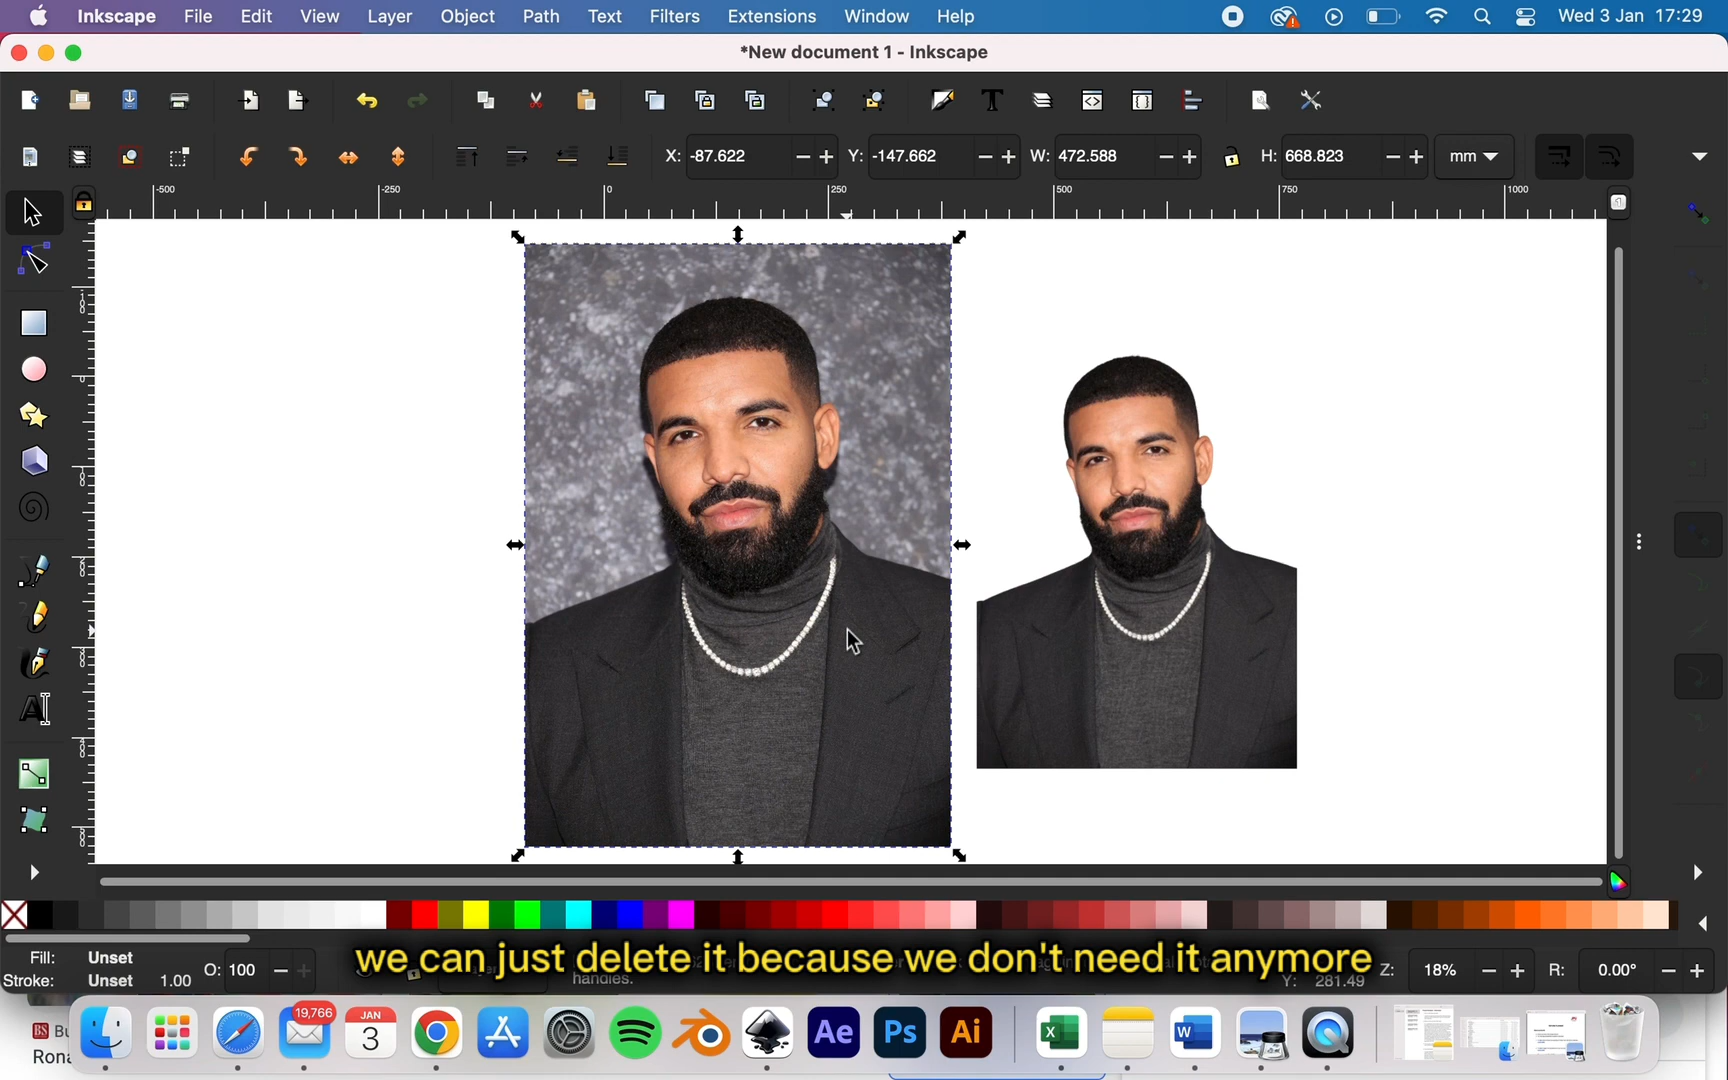 Inkscape File Edit View Layer Object Path Text Filters Extensions Window Help Wed 3 Jan 17:29
*New document 1 - Inkscape
X: -87.622 Y: -147.662 W: 472.588 H: 668.823 mm
-500 -250 0 250 500 750 1000
Fill: Unset
Stroke: Unset 1.00 O: 100
we can just delete it because we don't need it anymore
handles.
Y: 281.49
Z: 18% R: 0.00°
19,766
JAN
3
Ae Ps Ai
BS Bu
Rona